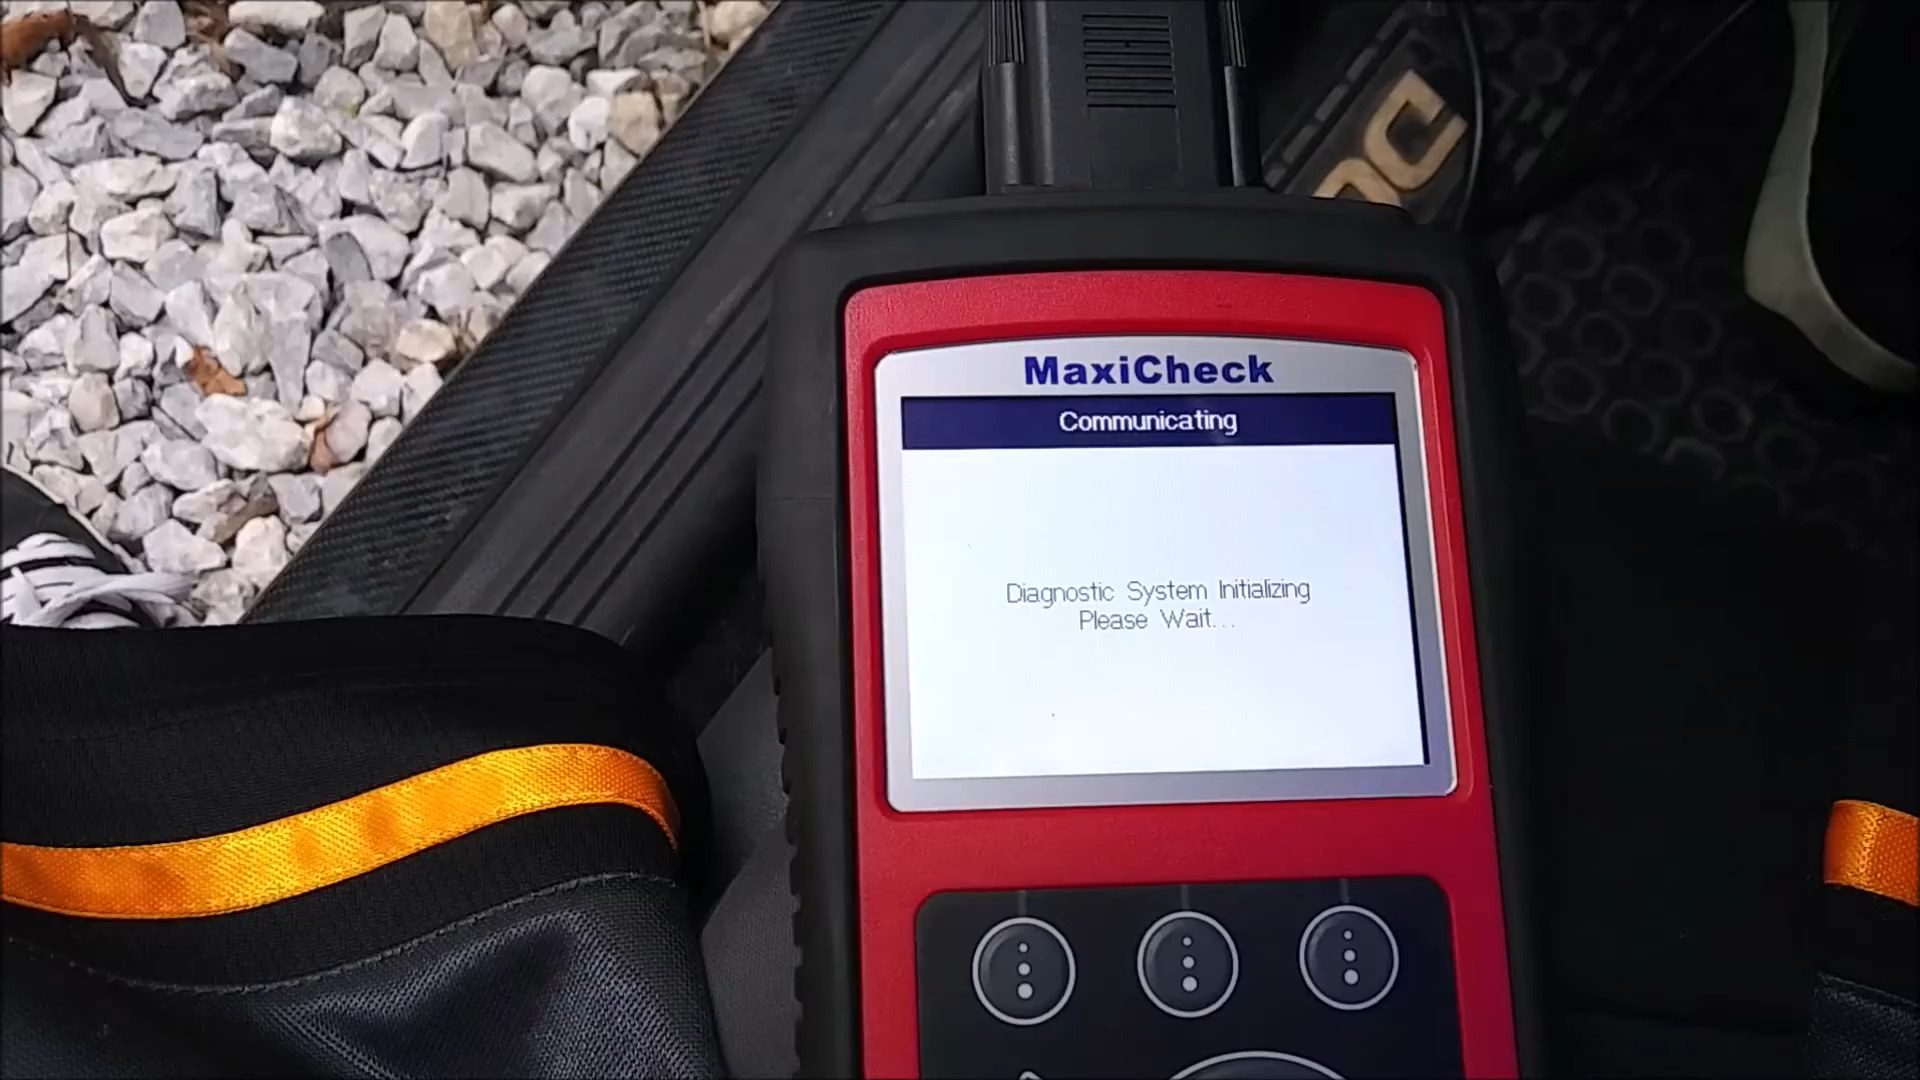 MaxiCheck
Communicating
Diagnostic System Initializing
Please Wait...